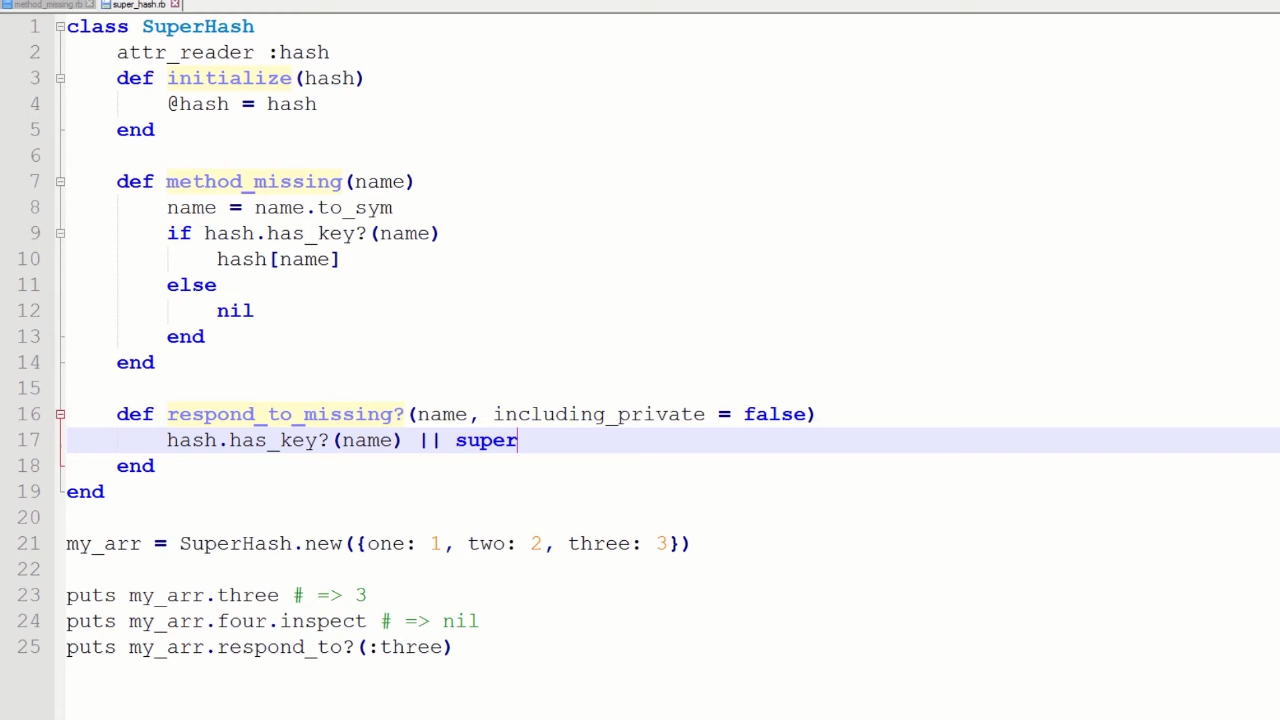 method_missing.rb super_hash.rb
1 class SuperHash
2 attr_reader :hash
3 def initialize(hash)
4 @hash = hash
5 end
6
7 def method_missing(name)
8 name = name.to_sym
9 if hash.has_key?(name)
10 hash[name]
11 else
12 nil
13 end
14 end
15
16 def respond_to_missing?(name, including_private = false)
17 hash.has_key?(name) || super
18 end
19 end
20
21 my_arr = SuperHash.new({one: 1, two: 2, three: 3})
22
23 puts my_arr.three # => 3
24 puts my_arr.four.inspect # => nil
25 puts my_arr.respond_to?(:three)